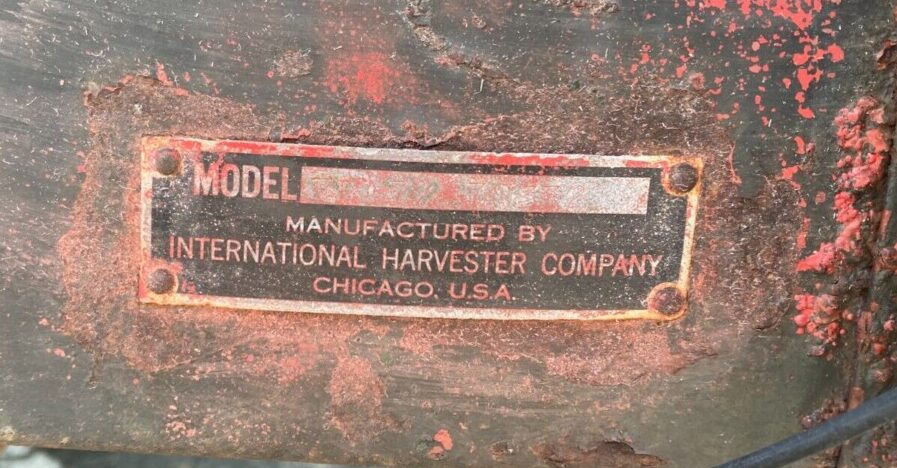 MODEL
MANUFACTURED BY
INTERNATIONAL HARVESTER COMPANY
CHICAGO, U.S.A.